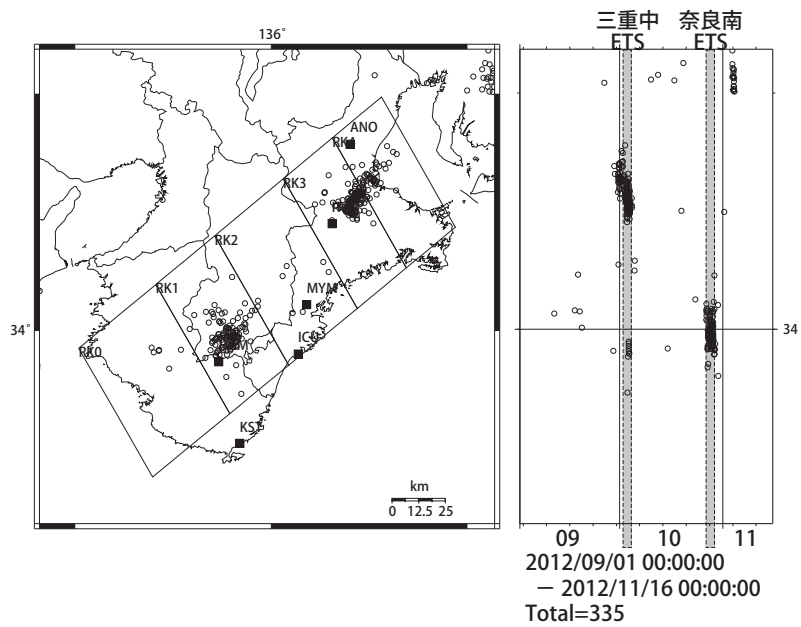 136°
三重中 奈良南
ETS ETS
ANO
RK4
RK3
RK2
RK1
MYM
34°
34
RK0
ICU
KST
km
0 12.5 25
09 10 11
2012/09/01 00:00:00
− 2012/11/16 00:00:00
Total=335